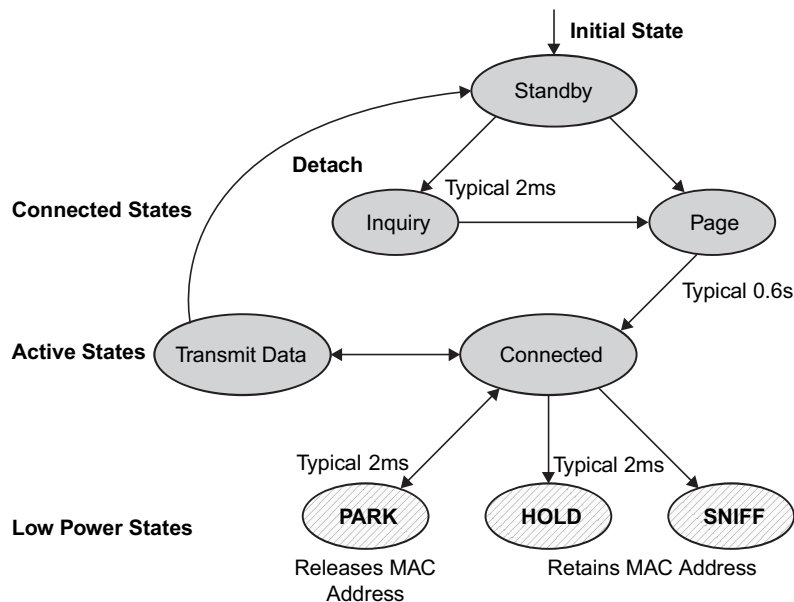 Initial State
Standby
Detach
Typical 2ms
Connected States
Inquiry
Page
Typical 0.6s
Active States
Transmit Data
Connected
Typical 2ms
Typical 2ms
Low Power States
PARK
HOLD
SNIFF
Releases MAC
Address
Retains MAC Address